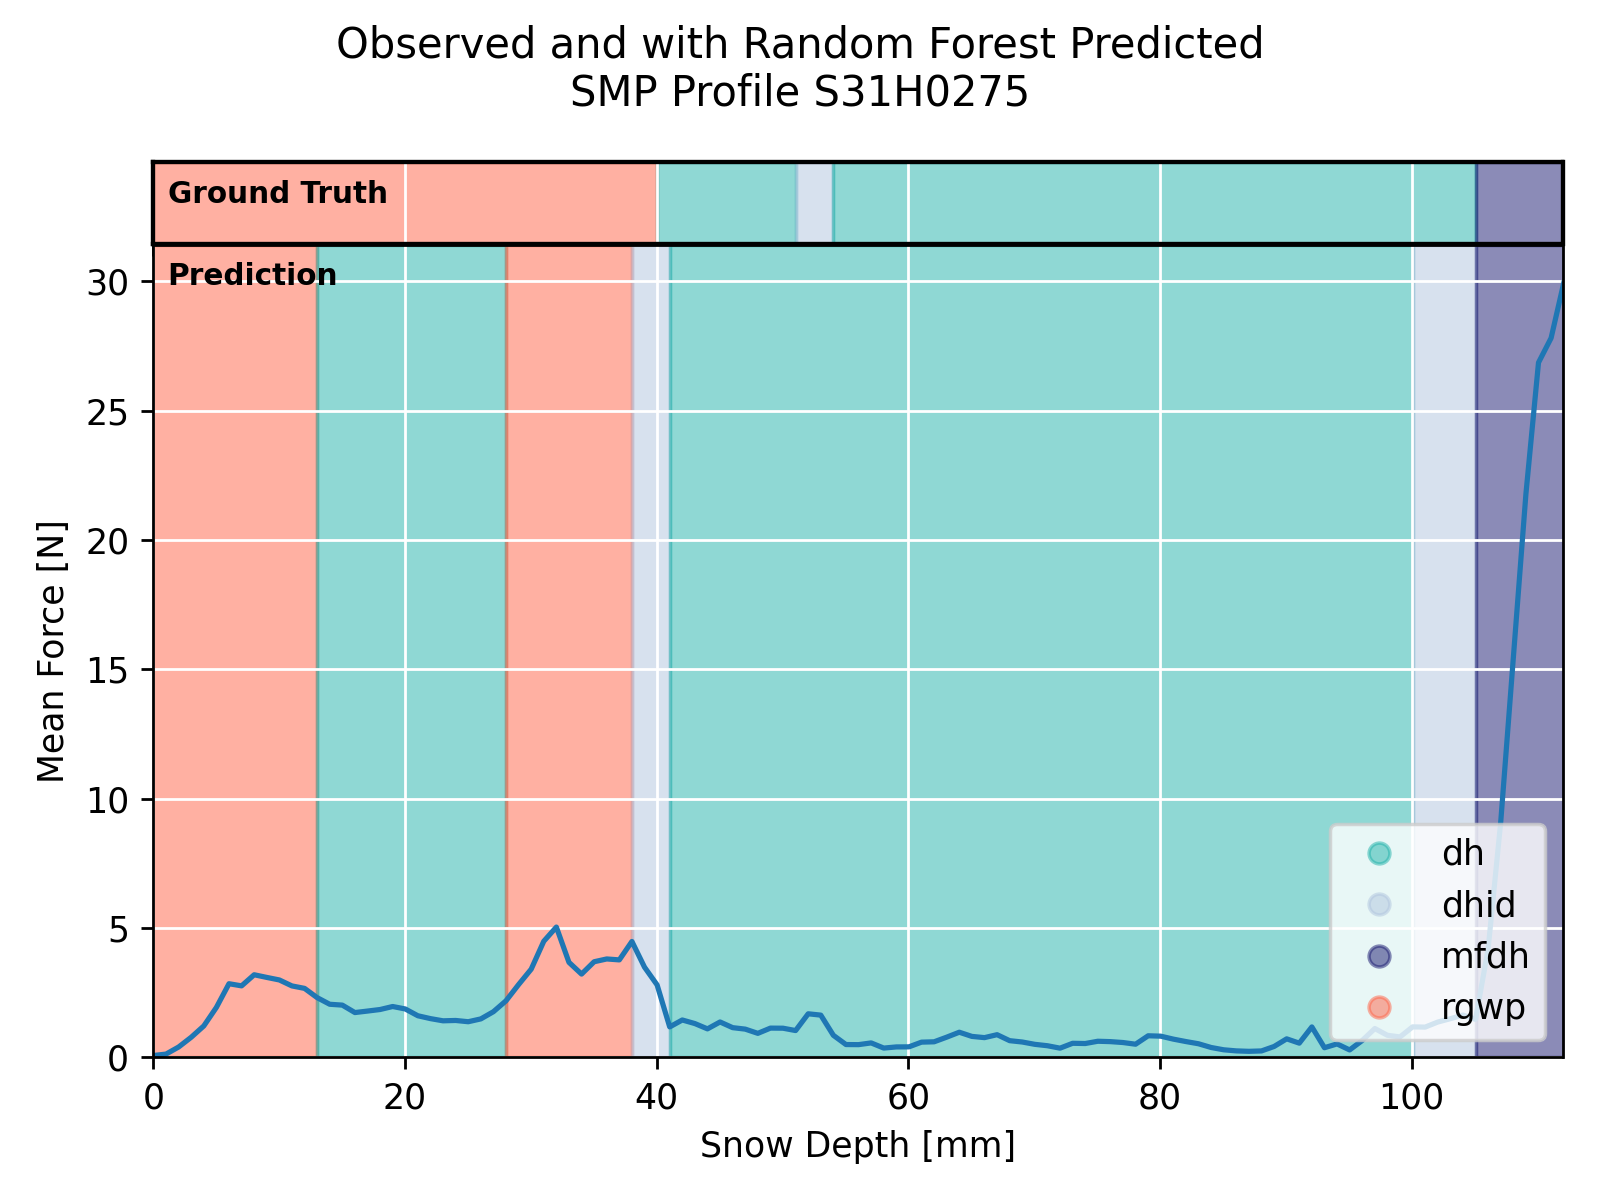 Observed and with Random Forest Predicted
SMP Profile S31H0275
Ground Truth
Prediction
30
25
20
15
10
5
0
Mean Force [N]
dh
dhid
mfdh
rgwp
0 20 40 60 80 100
Snow Depth [mm]